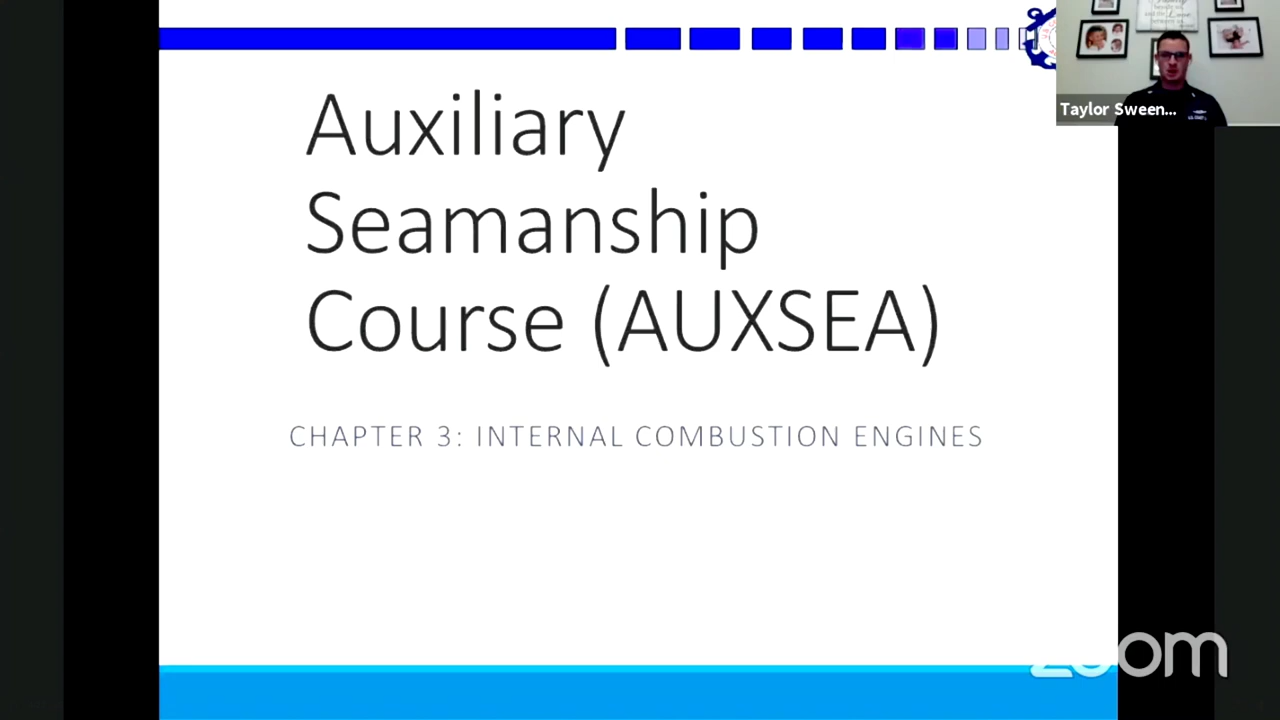 Auxiliary
Seamanship
Course (AUXSEA)
CHAPTER 3: INTERNAL COMBUSTION ENGINES
Taylor Sween...
zoom